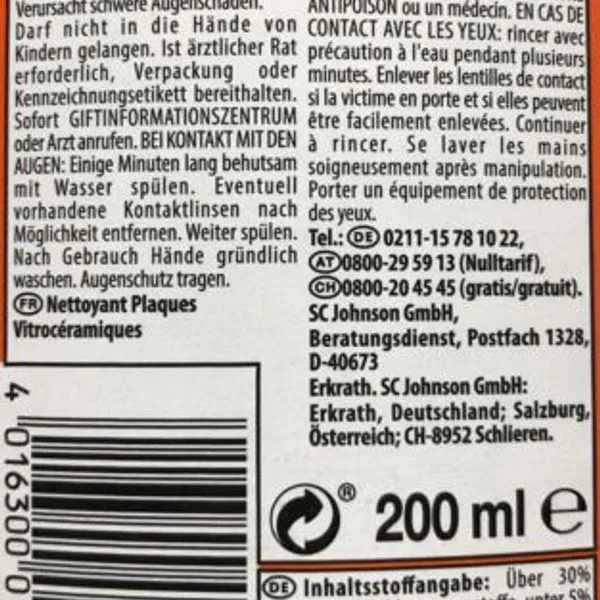 Verursacht schwere Augenschäden.
Darf nicht in die Hände von
Kindern gelangen. Ist ärztlicher Rat
erforderlich, Verpackung oder
Kennzeichnungsetikett bereithalten.
Sofort GIFTINFORMATIONSZENTRUM
oder Arzt anrufen. BEI KONTAKT MIT DEN
AUGEN: Einige Minuten lang behutsam
mit Wasser spülen. Eventuell
vorhandene Kontaktlinsen nach
Möglichkeit entfernen. Weiter spülen.
Nach Gebrauch Hände gründlich
waschen. Augenschutz tragen.
FR Nettoyant Plaques
Vitrocéramiques
ANTIPOISON ou un médecin. EN CAS DE
CONTACT AVEC LES YEUX: rincer avec
précaution à l'eau pendant plusieurs
minutes. Enlever les lentilles de contact
si la victime en porte et si elles peuvent
être facilement enlevées. Continuer
à rincer. Se laver les mains
soigneusement après manipulation.
Porter un équipement de protection
des yeux.
Tel.: DE 0211-15 78 10 22,
AT 0800-29 59 13 (Nulltarif),
CH 0800-20 45 45 (gratis/gratuit).
SC Johnson GmbH,
Beratungsdienst, Postfach 1328,
D-40673
Erkrath. SC Johnson GmbH:
Erkrath, Deutschland; Salzburg,
Österreich; CH-8952 Schlieren.
4 016300 0
® 200 ml e
DE Inhaltsstoffangabe: Über 30%
unter 5%